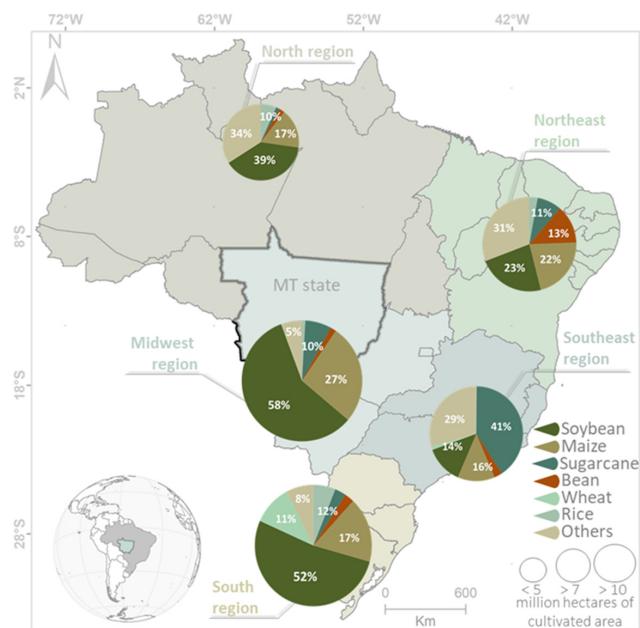 72°W 62°W 52°W 42°W
N
North region
2°N
10%
34%
17%
39%
Northeast
region
11%
31%
13%
22%
23%
8°S
MT state
Midwest
region
5%
10%
27%
58%
Southeast
region
18°S
29%
41%
14%
16%
Soybean
Maize
Sugarcane
Bean
Wheat
Rice
Others
8%
12%
11%
17%
52%
28°S
South
region
0 600
Km
< 5 > 7 > 10
million hectares of
cultivated area